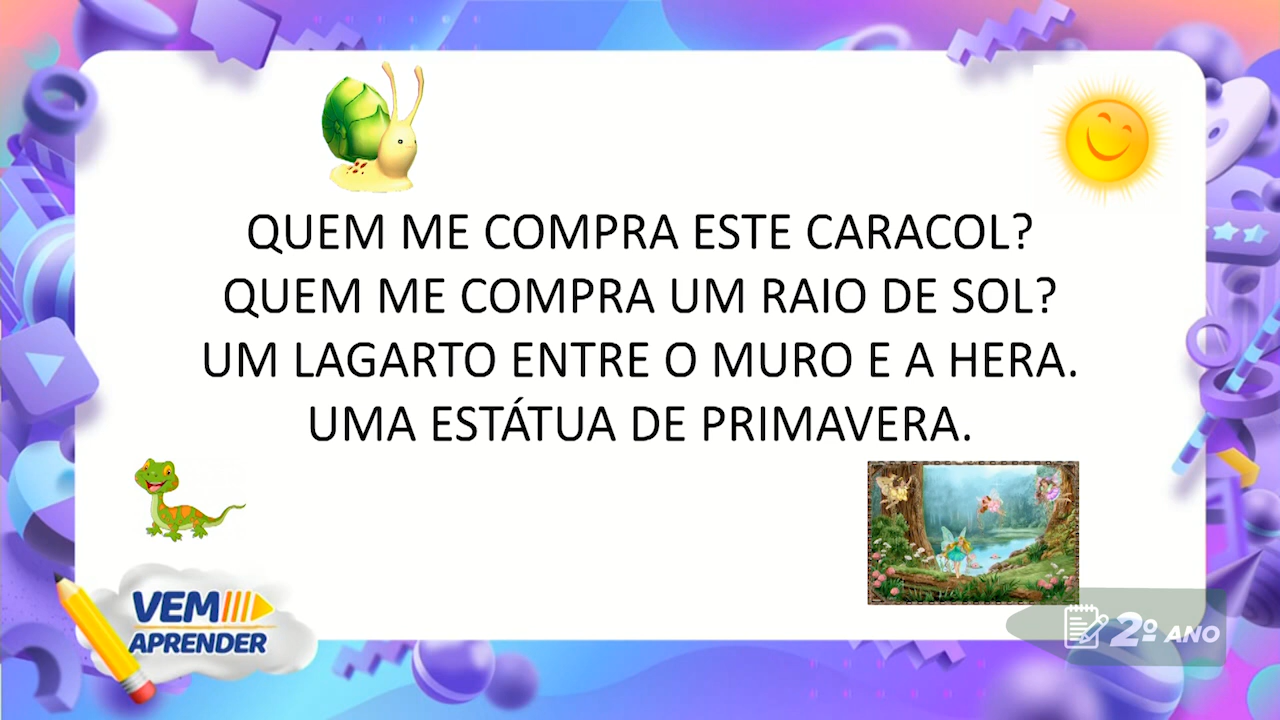 QUEM ME COMPRA ESTE CARACOL?
QUEM ME COMPRA UM RAIO DE SOL?
UM LAGARTO ENTRE O MURO E A HERA.
UMA ESTÁTUA DE PRIMAVERA.
VEM
APRENDER
2º ANO